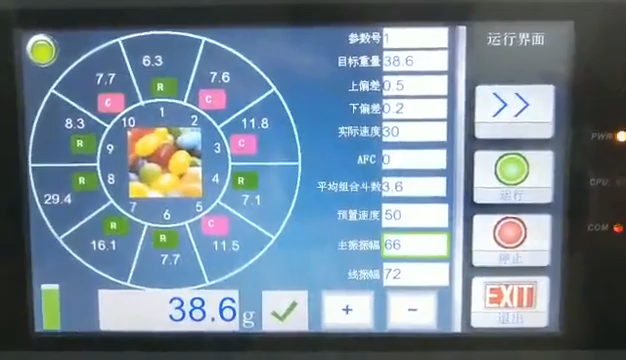 运行界面
参数号 1
目标重量 38.6
上偏差 0.5
下偏差 0.2
实际速度 30
AFC 0
平均组合斗数 3.6
预置速度 50
主振振幅 66
线振幅 72
6.3 R 1
7.6 C 2
11.8 C 3
7.1 R 4
11.5 C 5
7.7 R 6
16.1 R 7
29.4 R 8
8.3 R 9
7.7 C 10
38.6 g
+ −
运行
停止
EXIT
退出
PWR
CPU
COM